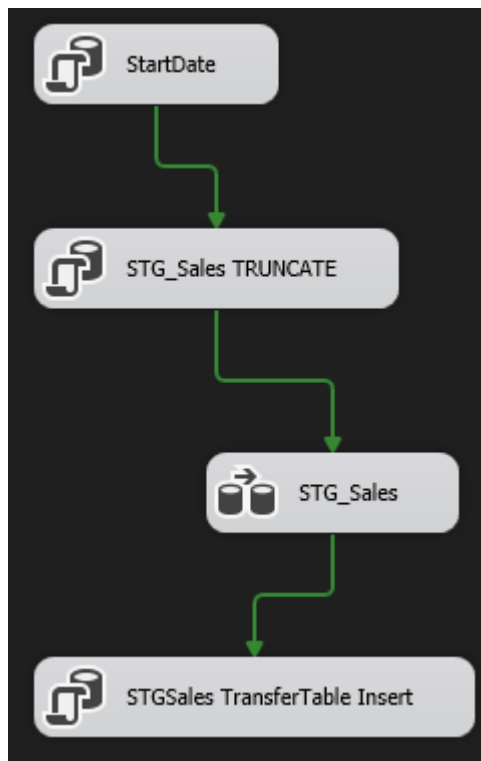 StartDate
STG_Sales TRUNCATE
STG_Sales
STGSales TransferTable Insert